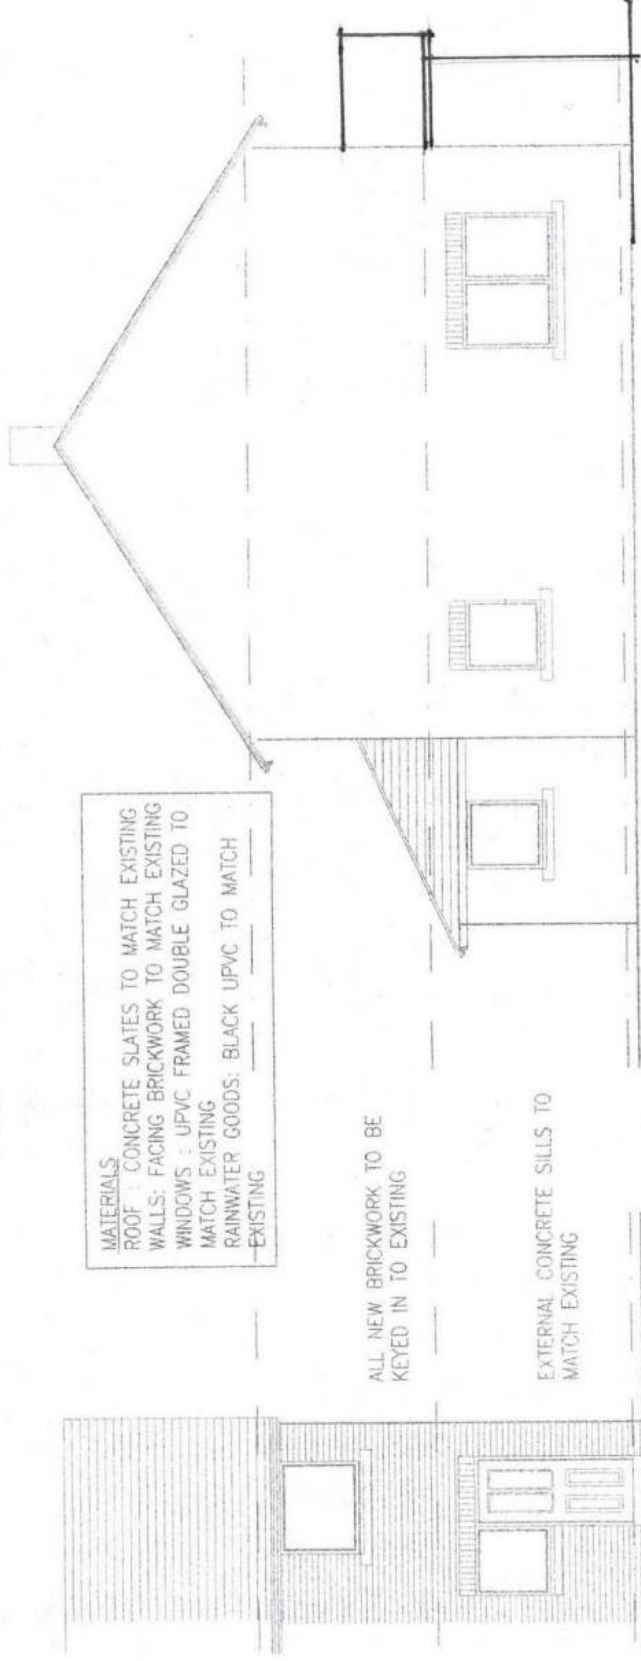 MATERIALS
ROOF : CONCRETE SLATES TO MATCH EXISTING
WALLS: FACING BRICKWORK TO MATCH EXISTING
WINDOWS : UPVC FRAMED DOUBLE GLAZED TO
MATCH EXISTING
RAINWATER GOODS: BLACK UPVC TO MATCH
EXISTING
ALL NEW BRICKWORK TO BE
KEYED IN TO EXISTING
EXTERNAL CONCRETE SILLS TO
MATCH EXISTING